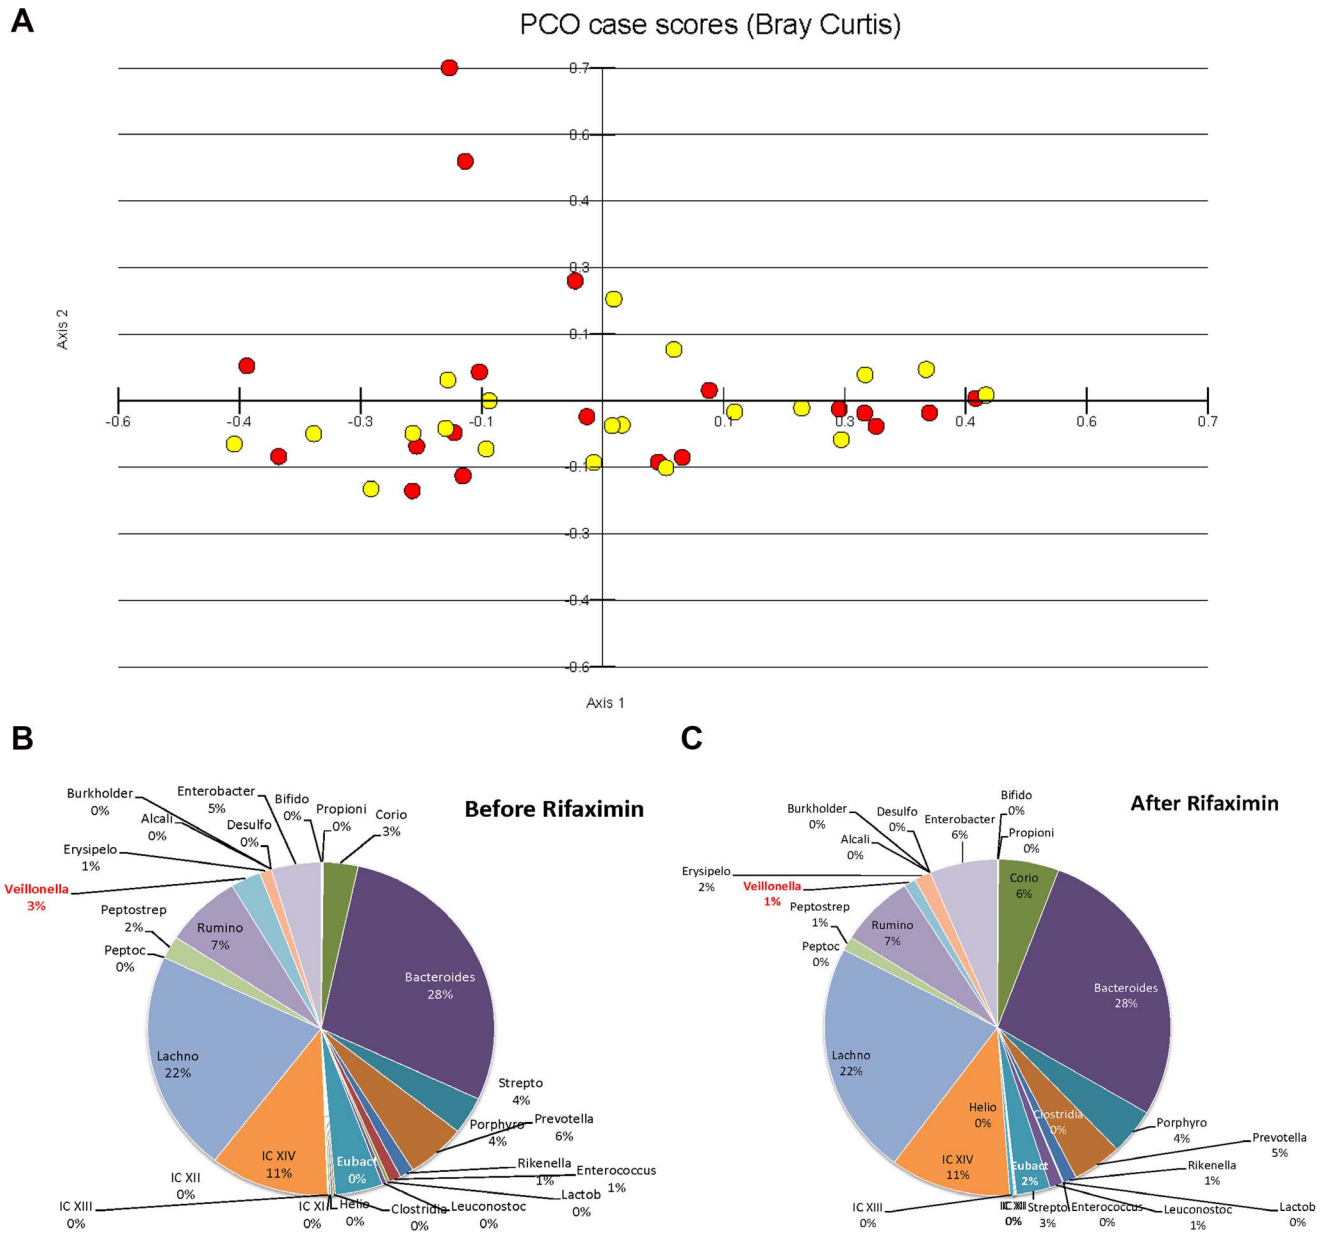 A
PCO case scores (Bray Curtis)
0.7
0.6
0.4
0.3
0.1
-0.6
-0.4
-0.3
-0.1
0.1
0.3
0.4
0.6
0.7
-0.1
-0.3
-0.4
-0.6
Axis 2
Axis 1
B
Before Rifaximin
Burkholder
0%
Alcali
0%
Enterobacter
5%
Desulfo
0%
Bifido
0%
Propioni
0%
Corio
3%
Erysipelo
1%
Veillonella
3%
Peptostrep
2%
Peptoc
0%
Rumino
7%
Bacteroides
28%
Lachno
22%
Strepto
4%
Porphyro
4%
Prevotella
6%
Rikenella
1%
Enterococcus
1%
Lactob
0%
Leuconostoc
0%
Clostridia
0%
Eubact
0%
Helio
0%
IC XI
0%
IC XIV
11%
IC XII
0%
IC XIII
0%
C
After Rifaximin
Burkholder
0%
Desulfo
0%
Alcali
0%
Enterobacter
6%
Bifido
0%
Propioni
0%
Corio
6%
Erysipelo
2%
Veillonella
1%
Peptostrep
1%
Peptoc
0%
Rumino
7%
Bacteroides
28%
Lachno
22%
Helio
0%
Clostridia
0%
Porphyro
4%
Prevotella
5%
Rikenella
1%
Lactob
0%
Leuconostoc
1%
Enterococcus
0%
Strepto
3%
Eubact
2%
IC XIV
11%
0%
IC XIII
0%